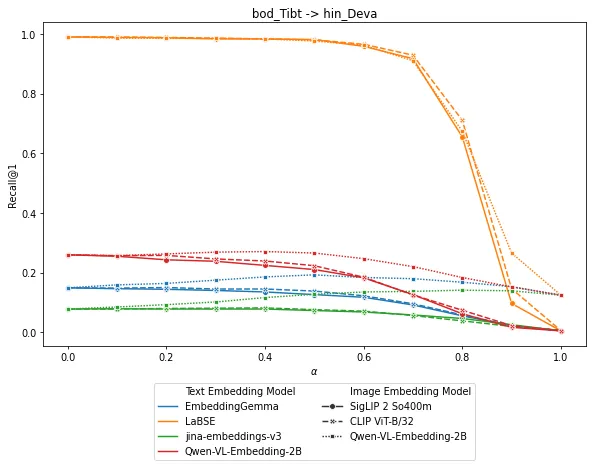 bod_Tibt -> hin_Deva
Recall@1
1.0
0.8
0.6
0.4
0.2
0.0
0.0 0.2 0.4 0.6 0.8 1.0
α
Text Embedding Model Image Embedding Model
EmbeddingGemma SigLIP 2 So400m
LaBSE CLIP ViT-B/32
jina-embeddings-v3 Qwen-VL-Embedding-2B
Qwen-VL-Embedding-2B